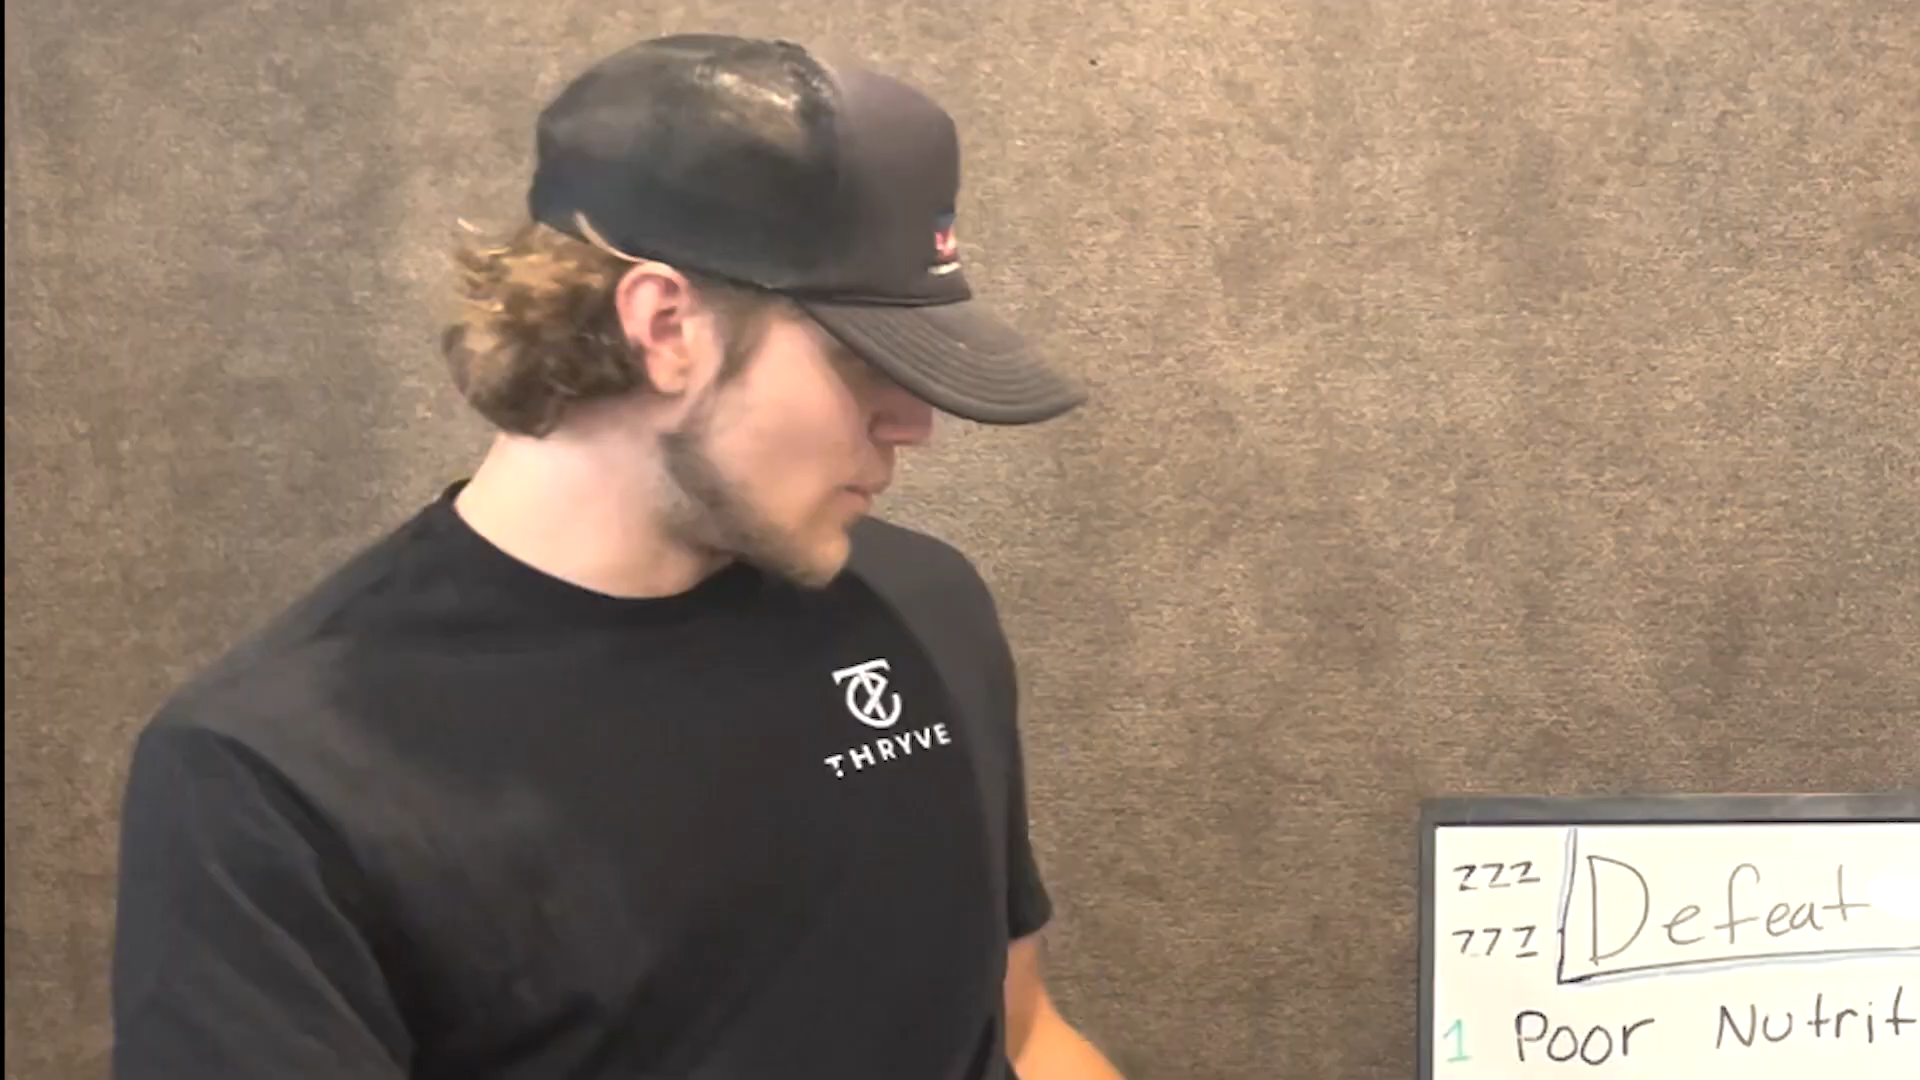 THRYVE
ZZZ
ZZZ
Defeat
1 Poor Nutrit